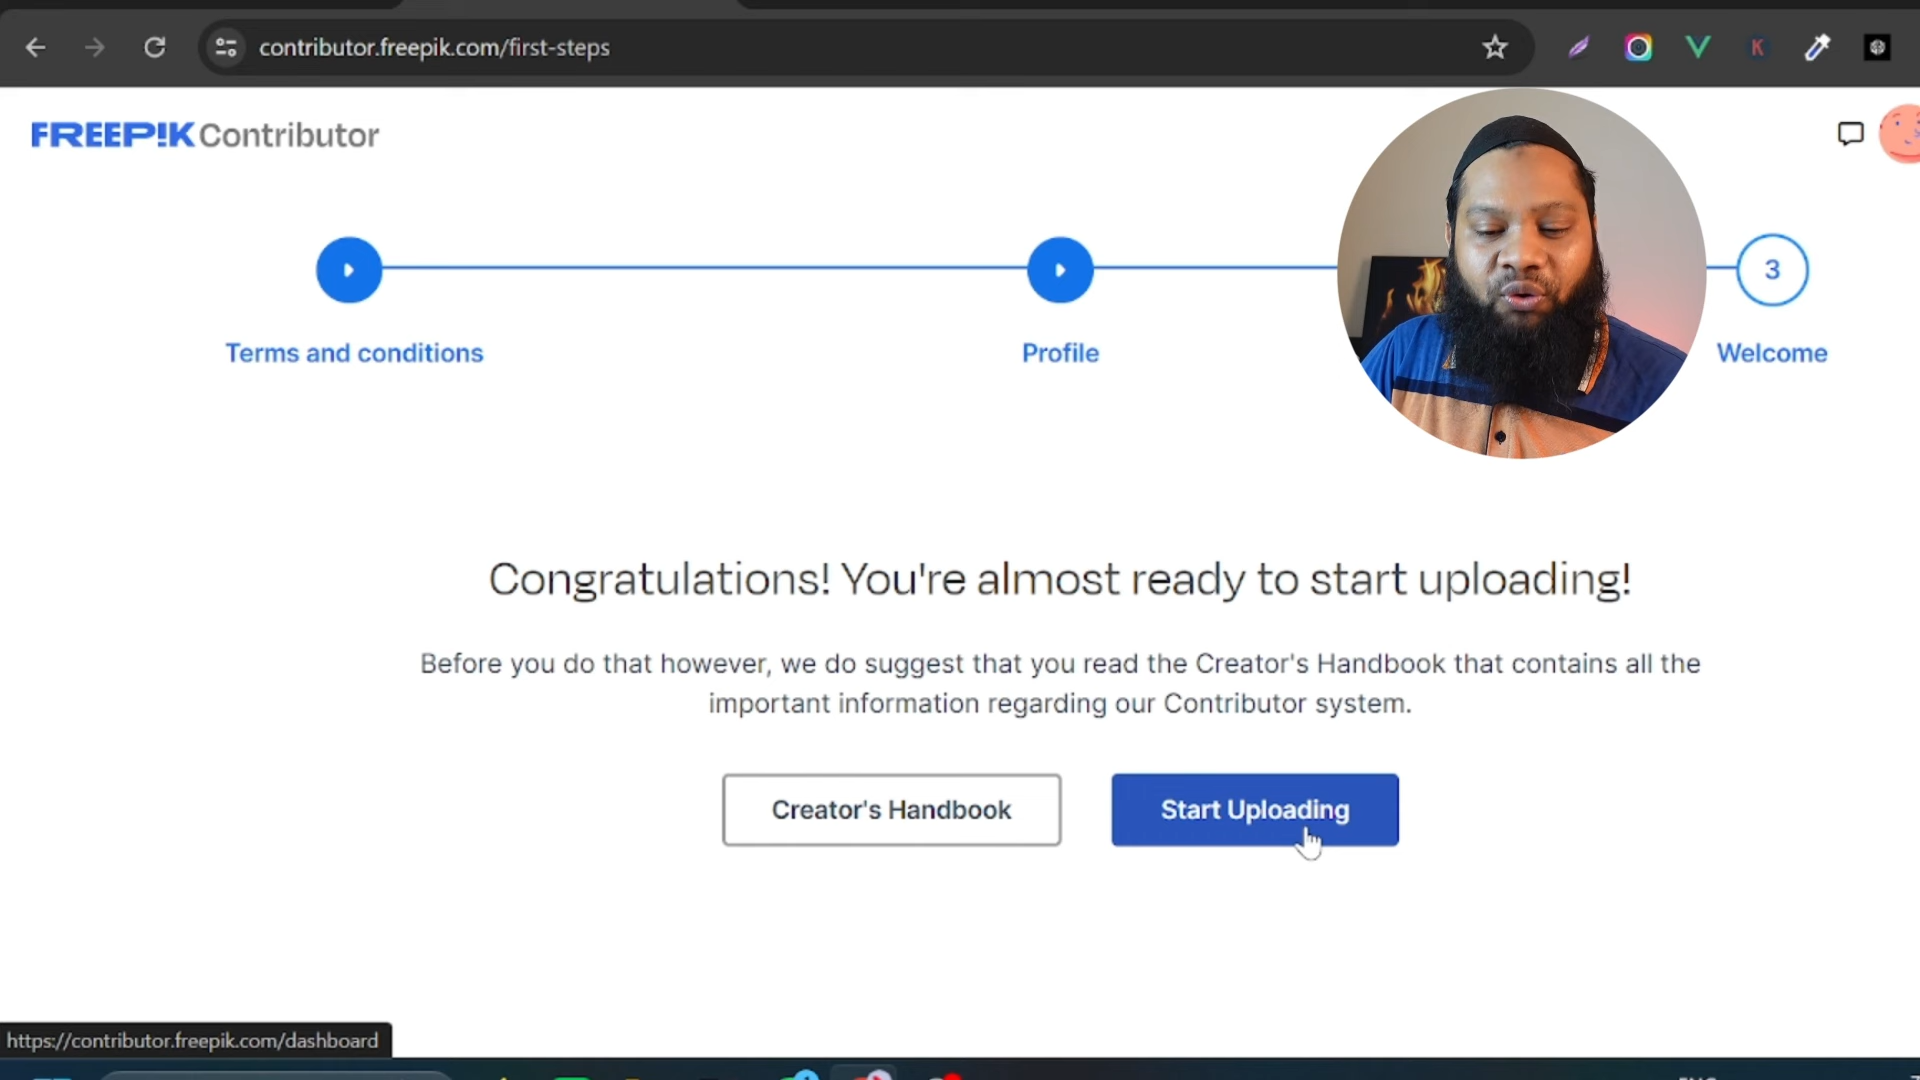 contributor.freepik.com/first-steps
K
FREEP!K Contributor
3
Terms and conditions
Profile
Welcome
Congratulations! You're almost ready to start uploading!
Before you do that however, we do suggest that you read the Creator's Handbook that contains all the
important information regarding our Contributor system.
Creator's Handbook
Start Uploading
https://contributor.freepik.com/dashboard